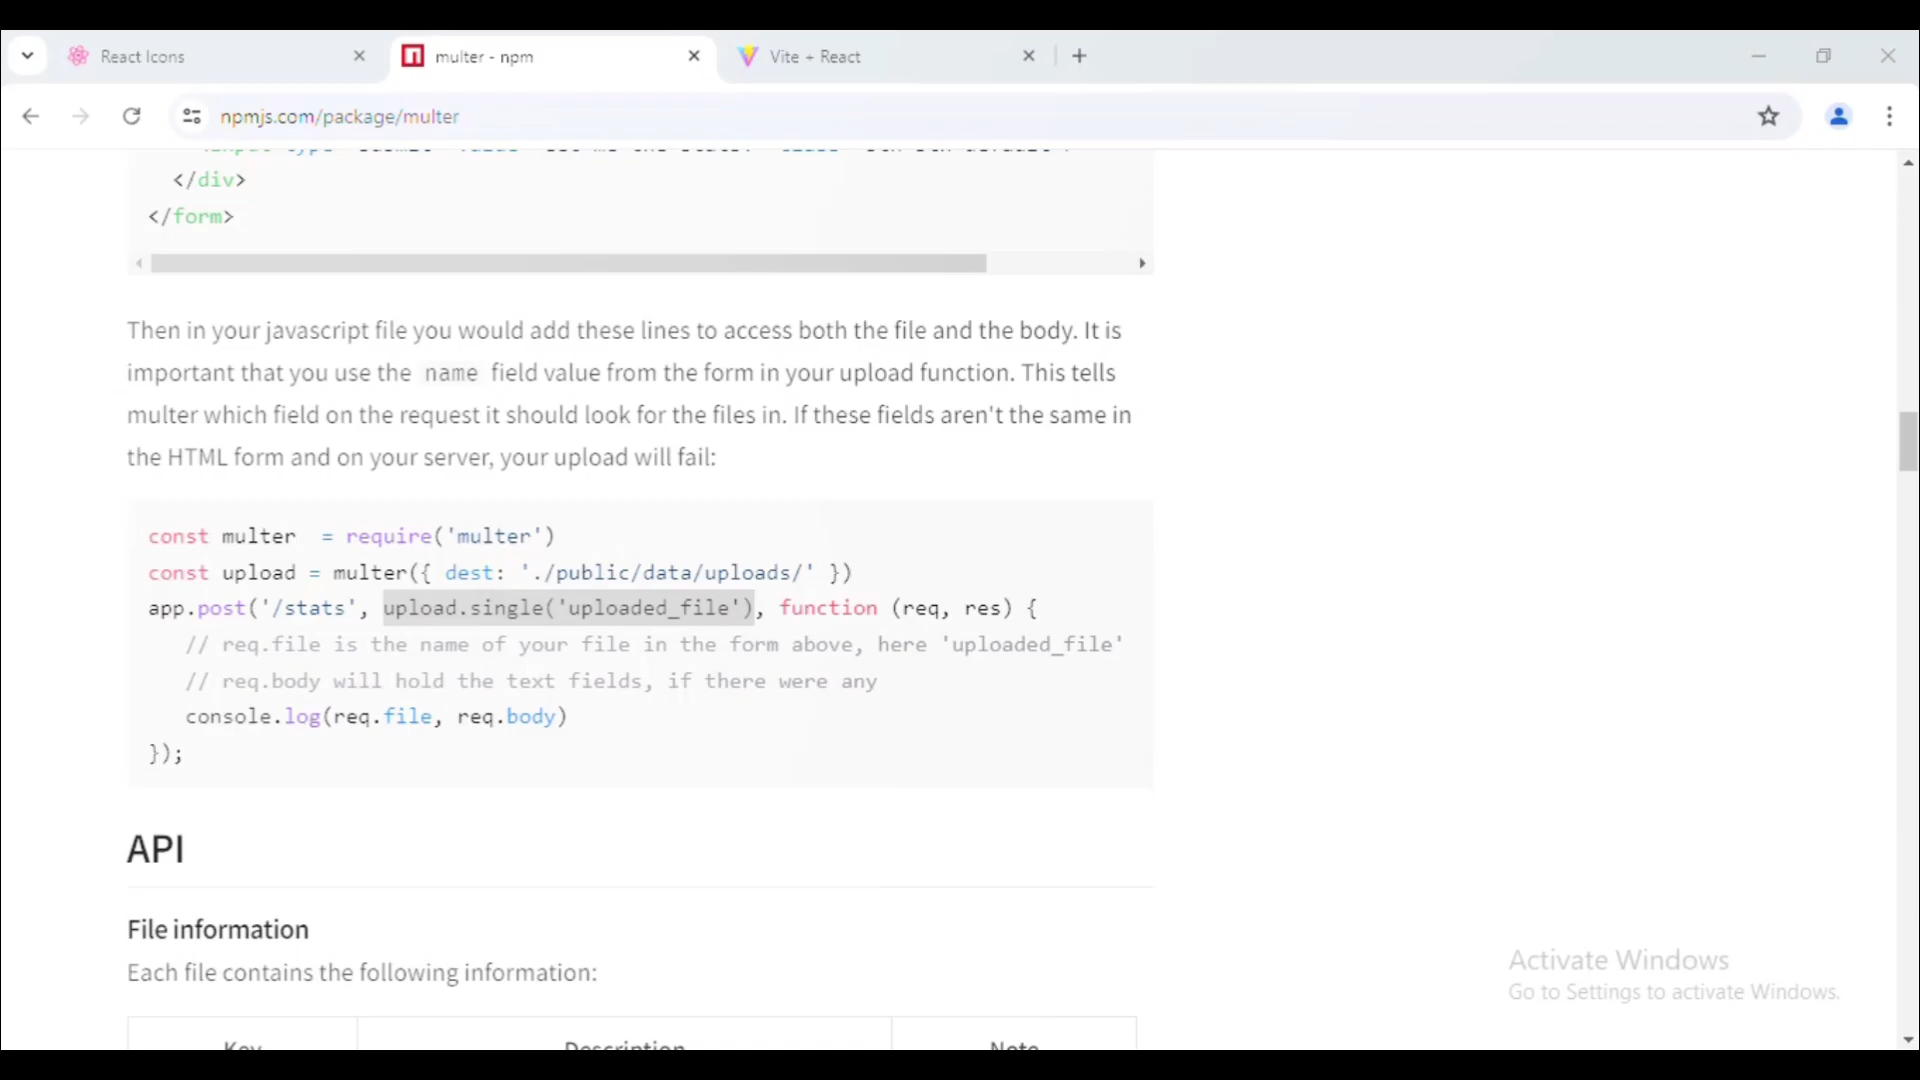 React Icons
multer - npm
Vite + React
npmjs.com/package/multer
</div>
</form>
Then in your javascript file you would add these lines to access both the file and the body. It is
important that you use the name field value from the form in your upload function. This tells
multer which field on the request it should look for the files in. If these fields aren't the same in
the HTML form and on your server, your upload will fail:
const multer  = require('multer')
const upload = multer({ dest: './public/data/uploads/' })
app.post('/stats', upload.single('uploaded_file'), function (req, res) {
   // req.file is the name of your file in the form above, here 'uploaded_file'
   // req.body will hold the text fields, if there were any
   console.log(req.file, req.body)
});
API
File information
Each file contains the following information:
Key Description Note
Activate Windows
Go to Settings to activate Windows.